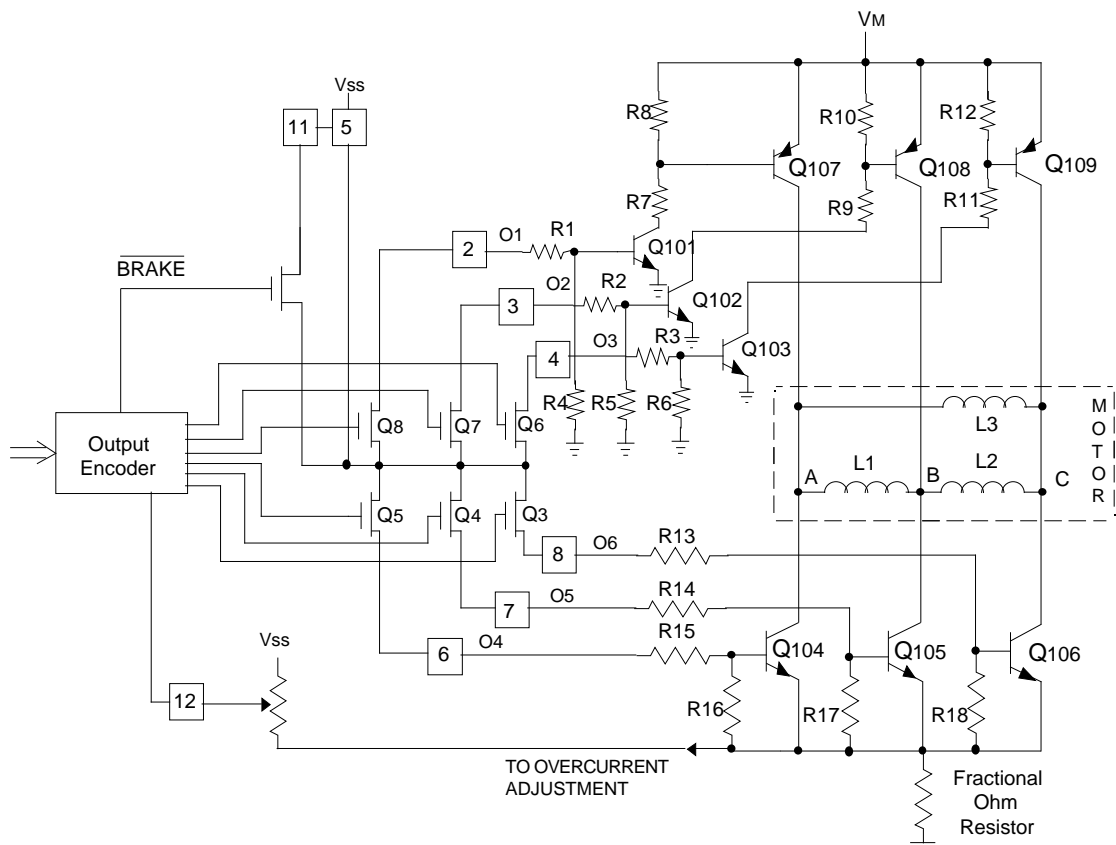 VM
Vss
R8
R10
R12
11
5
Q107
Q108
Q109
R7
R9
R11
2
O1
R1
Q101
BRAKE
3
O2
R2
Q102
4
O3
R3
Q103
R4
R5
R6
Output
Encoder
Q8
Q7
Q6
Q5
Q4
Q3
L3
A
L1
B
L2
C
MOTOR
8
O6
R13
7
O5
R14
6
O4
R15
Q104
Q105
Q106
Vss
12
R16
R17
R18
TO OVERCURRENT
ADJUSTMENT
Fractional
Ohm
Resistor